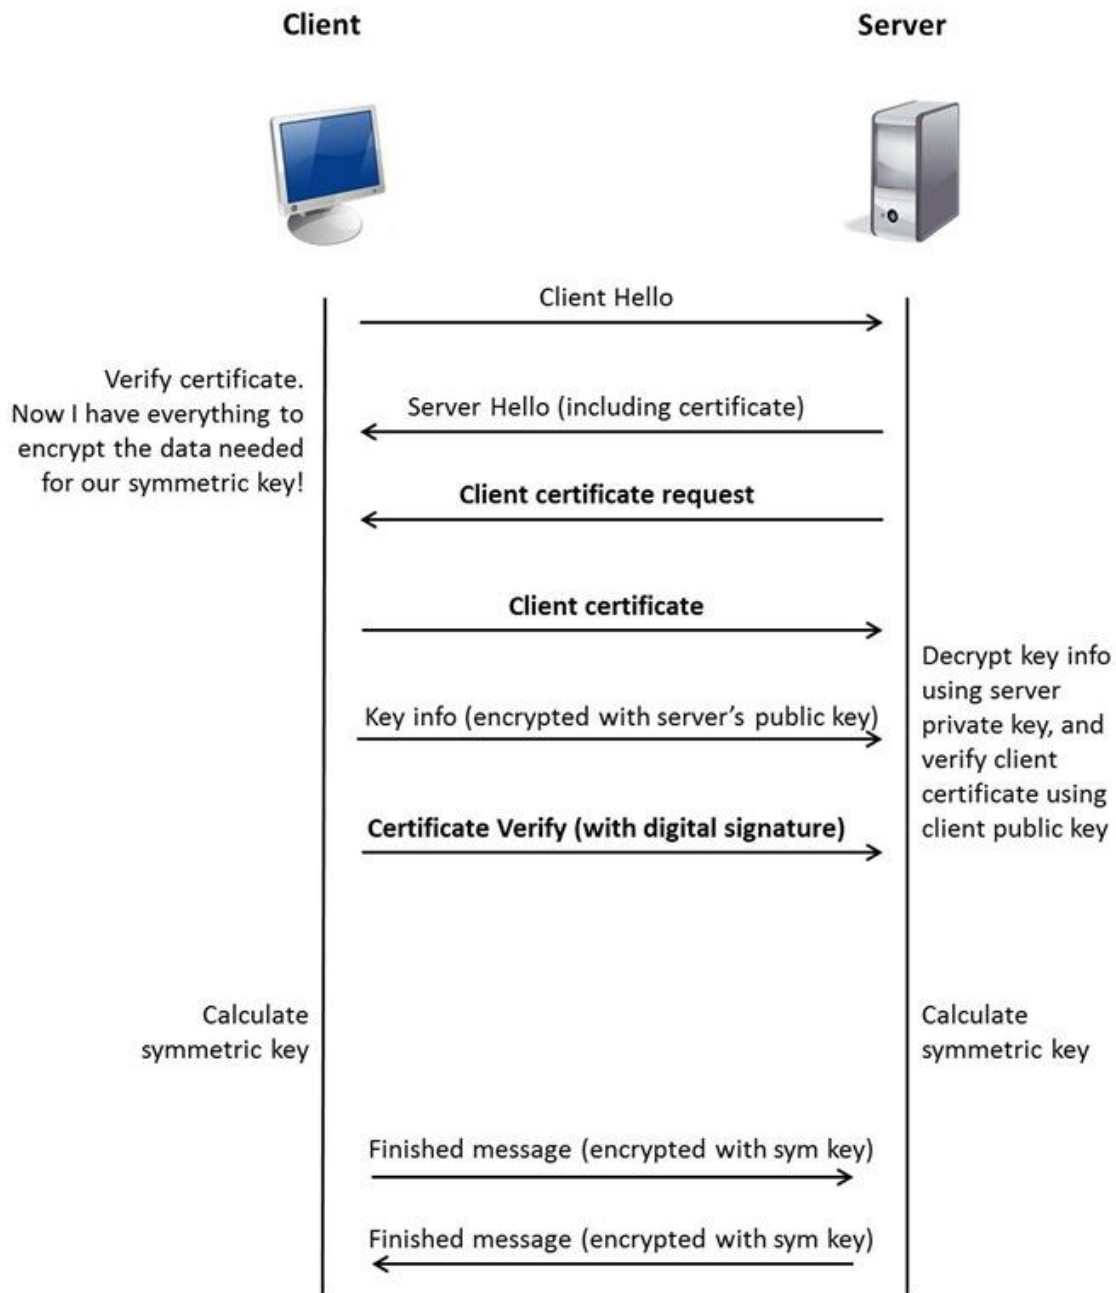 Client
Server
Client Hello
Verify certificate.
Now I have everything to
encrypt the data needed
for our symmetric key!
Server Hello (including certificate)
Client certificate request
Client certificate
Decrypt key info
using server
private key, and
verify client
certificate using
client public key
Key info (encrypted with server’s public key)
Certificate Verify (with digital signature)
Calculate
symmetric key
Calculate
symmetric key
Finished message (encrypted with sym key)
Finished message (encrypted with sym key)